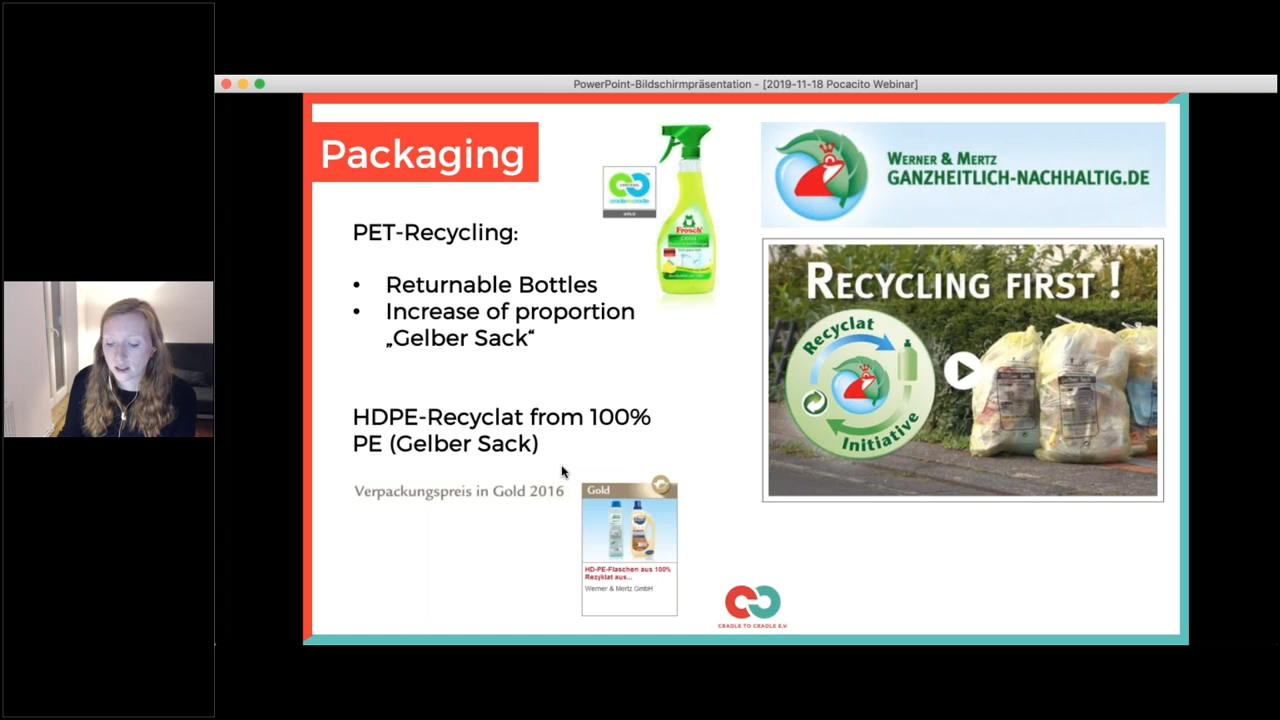 PowerPoint-Bildschirmpräsentation - [2019-11-18 Pocacito Webinar]
Packaging
PET-Recycling:
• Returnable Bottles
• Increase of proportion
„Gelber Sack“
HDPE-Recyclat from 100%
PE (Gelber Sack)
Verpackungspreis in Gold 2016
GOLD
Frosch
Gold
HD-PE-Flaschen aus 100%
Rezyklat aus...
Werner & Mertz GmbH
WERNER & MERTZ
GANZHEITLICH-NACHHALTIG.DE
RECYCLING FIRST !
Recyclat
Initiative
CRADLE TO CRADLE E.V.